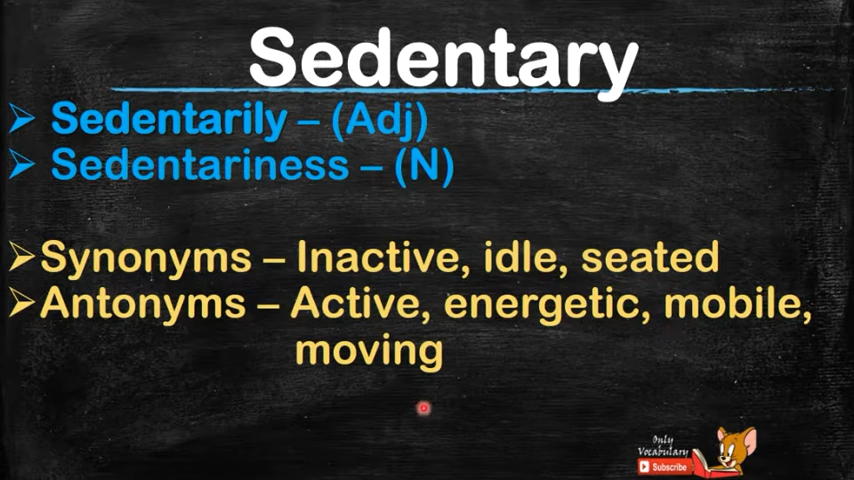 Sedentary
➢ Sedentarily – (Adj)
➢ Sedentariness – (N)
➢Synonyms – Inactive, idle, seated
➢Antonyms – Active, energetic, mobile,
moving
Only
Vocabulary
Subscribe